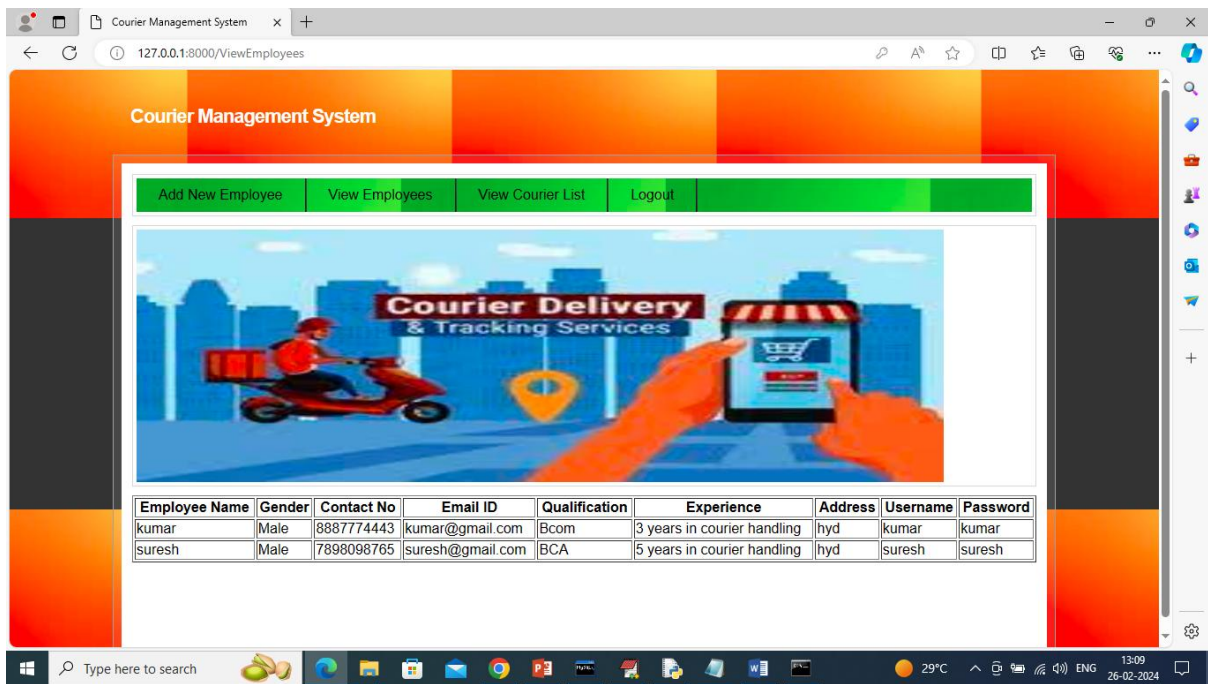 Courier Management System
127.0.0.1:8000/ViewEmployees
Courier Management System
Add New Employee View Employees View Courier List Logout
Courier Delivery
& Tracking Services
Employee Name Gender Contact No Email ID Qualification Experience Address Username Password
kumar Male 8887774443 kumar@gmail.com Bcom 3 years in courier handling hyd kumar kumar
suresh Male 7898098765 suresh@gmail.com BCA 5 years in courier handling hyd suresh suresh
Type here to search 29°C ENG 13:09
26-02-2024